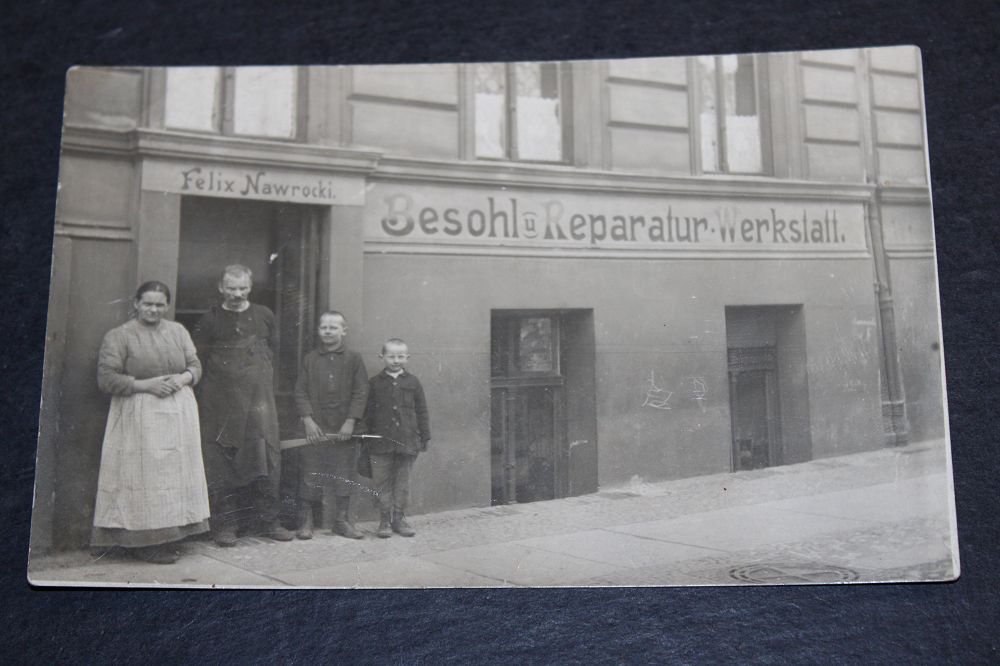 Felix Nawrocki.
Besohl u Reparatur-Werkstatt.